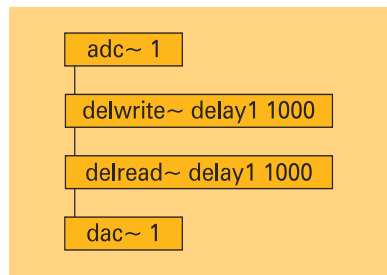 adc~ 1
delwrite~ delay1 1000
delread~ delay1 1000
dac~ 1